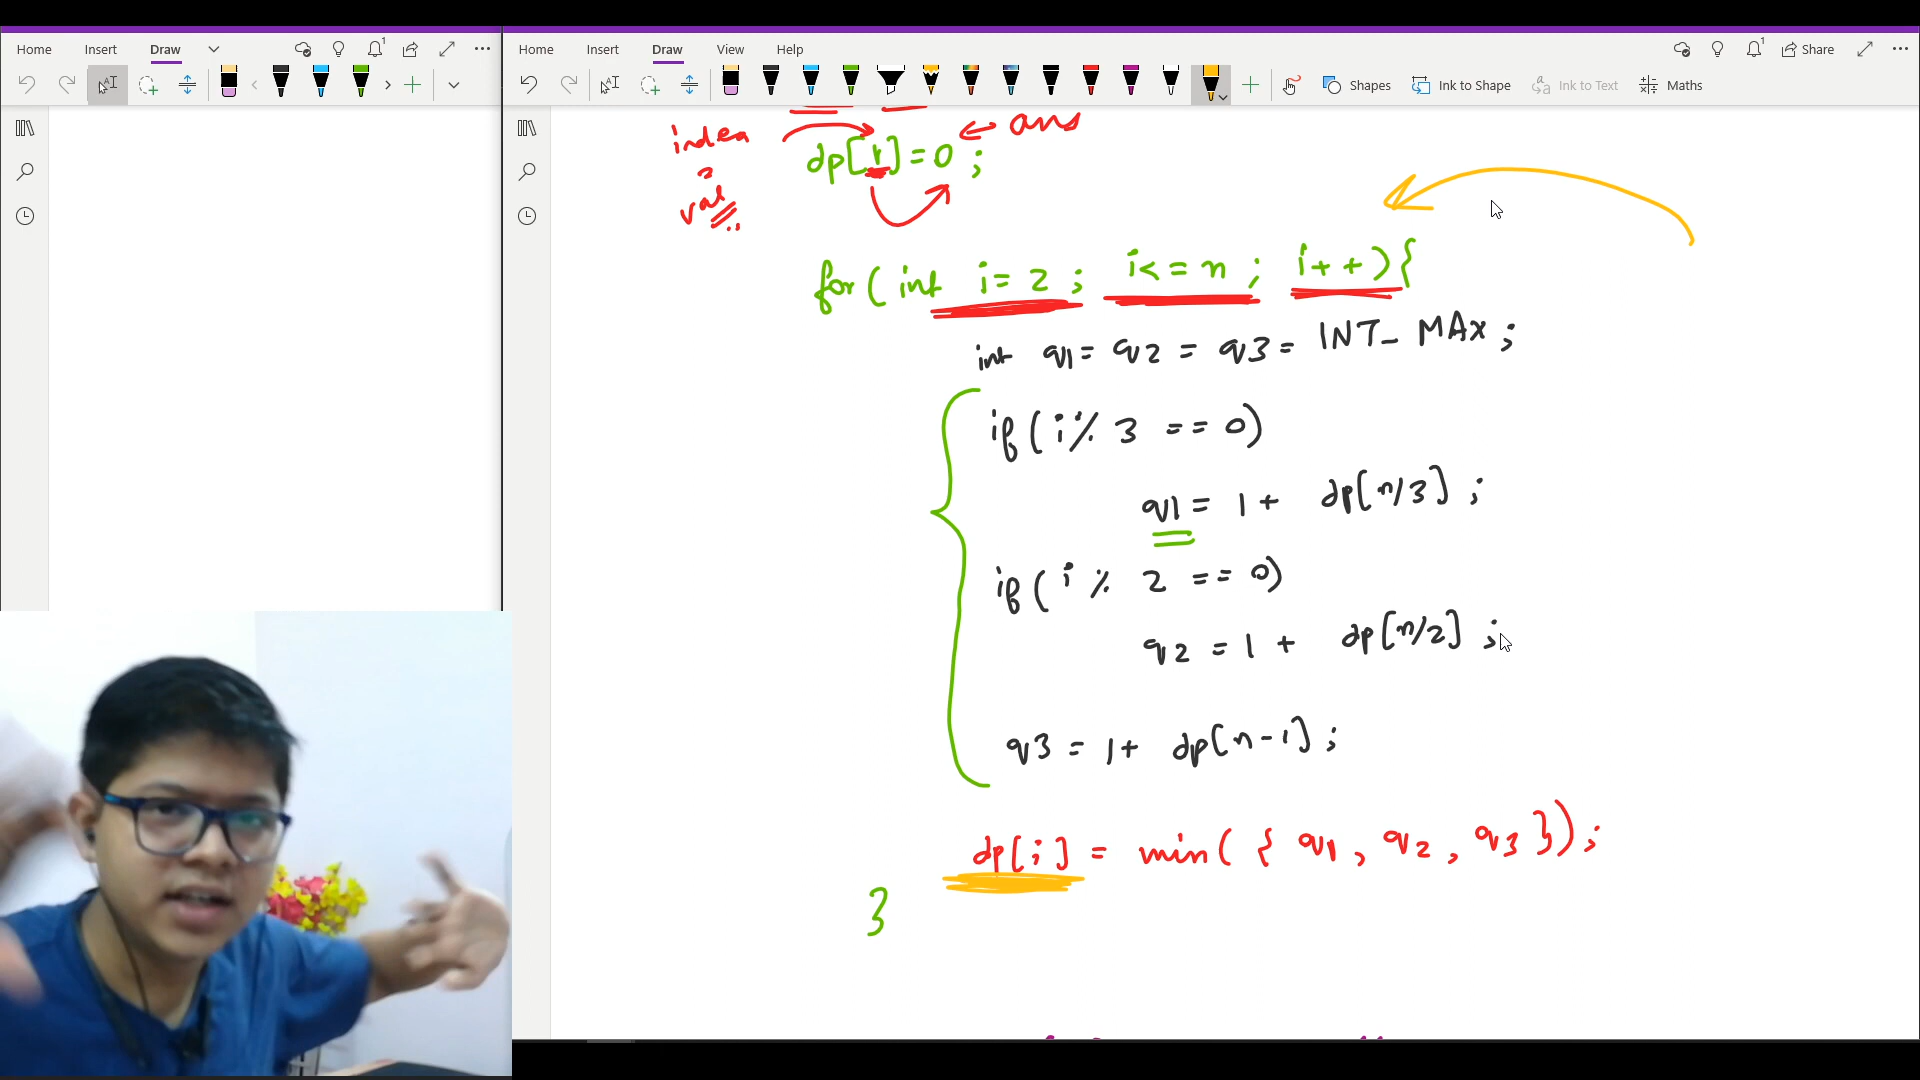 Home Insert Draw
Home Insert Draw View Help Share
Shapes Ink to Shape Ink to Text Maths
index
val
ans
dp[1]=0;
for(int i=2; i<=n; i++){
int q1=q2=q3=INT_MAX;
if(i%3 ==0)
q1=1+ dp[n/3];
if(i%2 ==0)
q2=1+ dp[n/2];
q3=1+ dp[n-1];
dp[i] = min({q1, q2, q3});
}